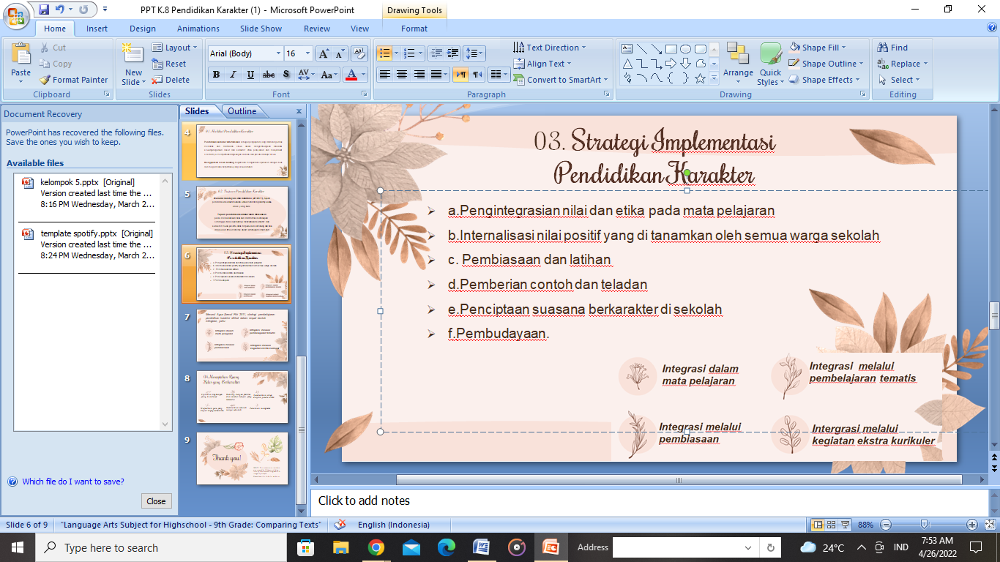 PPT K.8 Pendidikan Karakter (1) - Microsoft PowerPoint
Drawing Tools
Home Insert Design Animations Slide Show Review View Format
Paste
Cut
Copy
Format Painter
Clipboard
New Slide
Layout
Reset
Delete
Slides
Arial (Body) 16
B I U abc S AV Aa A
Font
Text Direction
Align Text
Convert to SmartArt
Paragraph
Arrange
Quick Styles
Shape Fill
Shape Outline
Shape Effects
Drawing
Find
Replace
Select
Editing
Document Recovery
PowerPoint has recovered the following files.
Save the ones you wish to keep.
Available files
kelompok 5.pptx [Original]
Version created last time the ...
8:16 PM Wednesday, March 2...
template spotify.pptx [Original]
Version created last time the ...
8:24 PM Wednesday, March 2...
Which file do I want to save?
Close
Slides Outline
4
5
6
7
8
9
Thank you!
03. Strategi Implementasi
Pendidikan Karakter
a.Pengintegrasian nilai dan etika pada mata pelajaran
b.Internalisasi nilai positif yang di tanamkan oleh semua warga sekolah
c. Pembiasaan dan latihan
d.Pemberian contoh dan teladan
e.Penciptaan suasana berkarakter di sekolah
f.Pembudayaan.
Integrasi dalam
mata pelajaran
Integrasi melalui
pembelajaran tematis
Integrasi melalui
pembiasaan
Intergrasi melalui
kegiatan ekstra kurikuler
Click to add notes
Slide 6 of 9 "Language Arts Subject for Highschool - 9th Grade: Comparing Texts" English (Indonesia) 88%
Type here to search
Address
24°C
IND
7:53 AM
4/26/2022